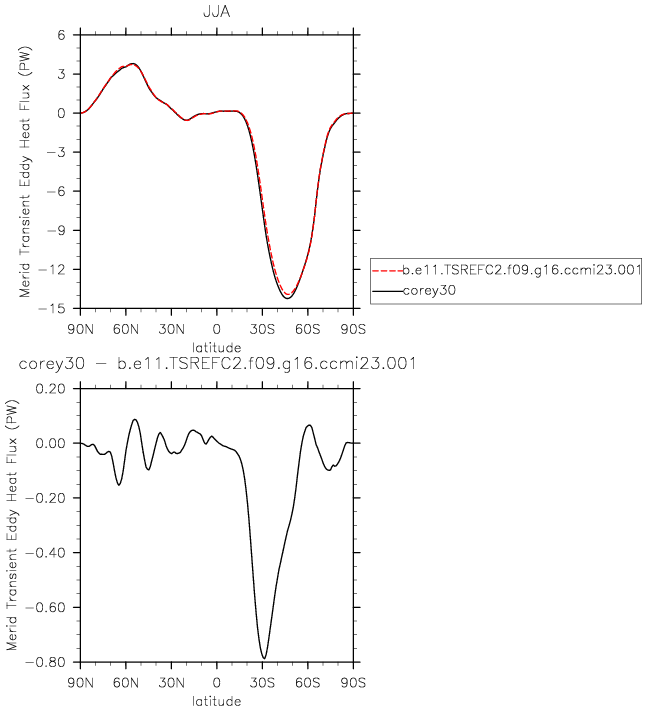 JJA
Merid Transient Eddy Heat Flux (PW)
6
3
0
−3
−6
−9
−12
−15
90N 60N 30N 0 30S 60S 90S
latitude
b.e11.TSREFC2.f09.g16.ccmi23.001
corey30
corey30 − b.e11.TSREFC2.f09.g16.ccmi23.001
Merid Transient Eddy Heat Flux (PW)
0.20
0.00
−0.20
−0.40
−0.60
−0.80
90N 60N 30N 0 30S 60S 90S
latitude